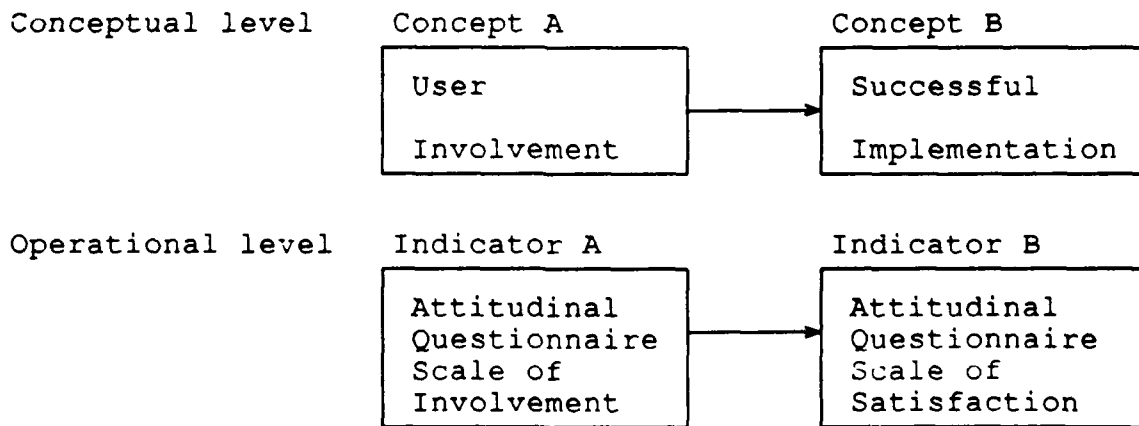 Conceptual level Concept A Concept B
User Successful
Involvement Implementation
Operational level Indicator A Indicator B
Attitudinal Attitudinal
Questionnaire Questionnaire
Scale of Scale of
Involvement Satisfaction